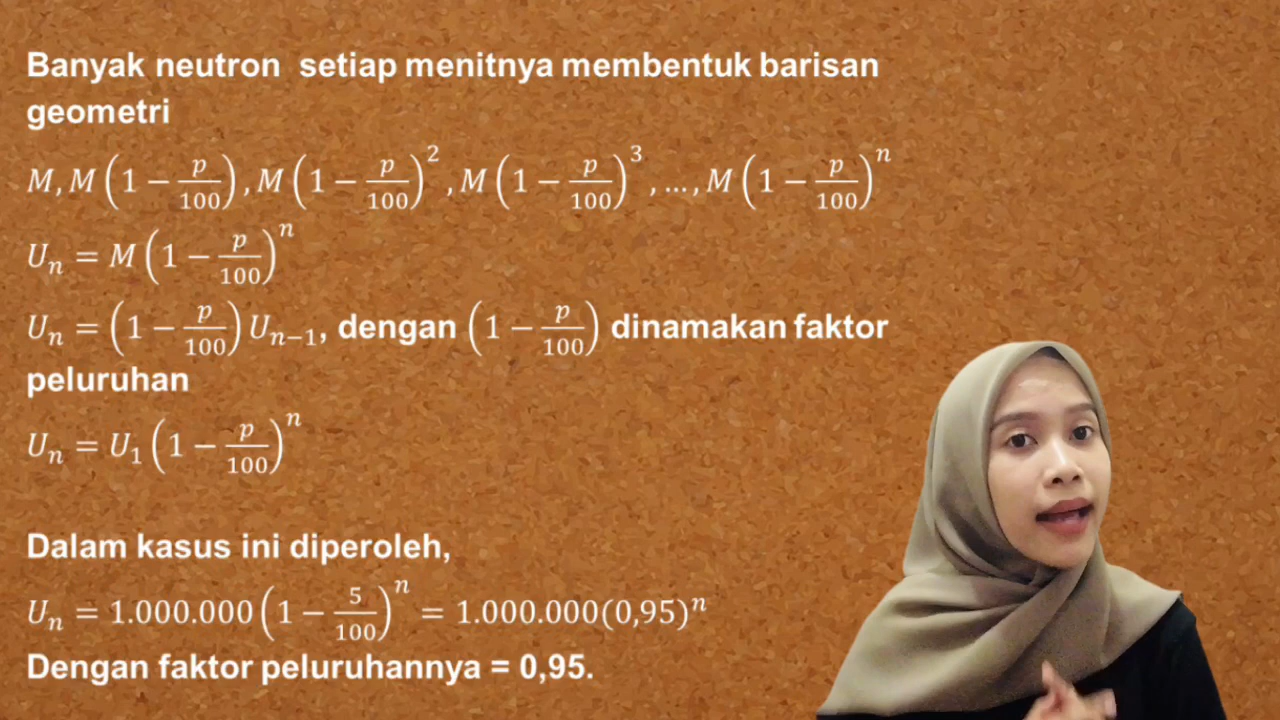 Banyak neutron setiap menitnya membentuk barisan
geometri
M, M(1 − p/100), M(1 − p/100)², M(1 − p/100)³, ..., M(1 − p/100)ⁿ
Uₙ = M(1 − p/100)ⁿ
Uₙ = (1 − p/100) Uₙ₋₁, dengan (1 − p/100) dinamakan faktor
peluruhan
Uₙ = U₁(1 − p/100)ⁿ
Dalam kasus ini diperoleh,
Uₙ = 1.000.000(1 − 5/100)ⁿ = 1.000.000(0,95)ⁿ
Dengan faktor peluruhannya = 0,95.